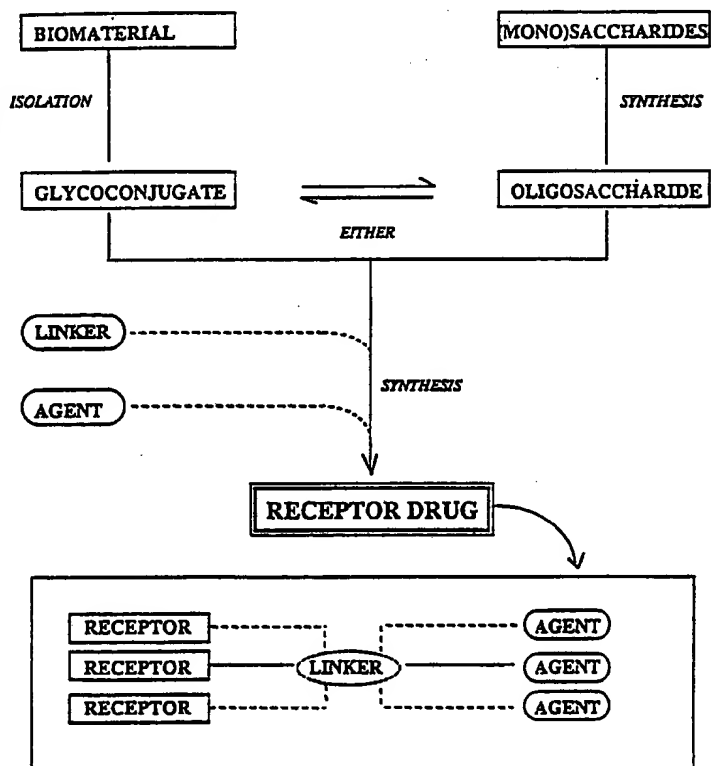 BIOMATERIAL
(MONO)SACCHARIDES
ISOLATION
SYNTHESIS
GLYCOCONJUGATE
OLIGOSACCHARIDE
EITHER
LINKER
SYNTHESIS
AGENT
RECEPTOR DRUG
RECEPTOR
AGENT
RECEPTOR
LINKER
AGENT
RECEPTOR
AGENT